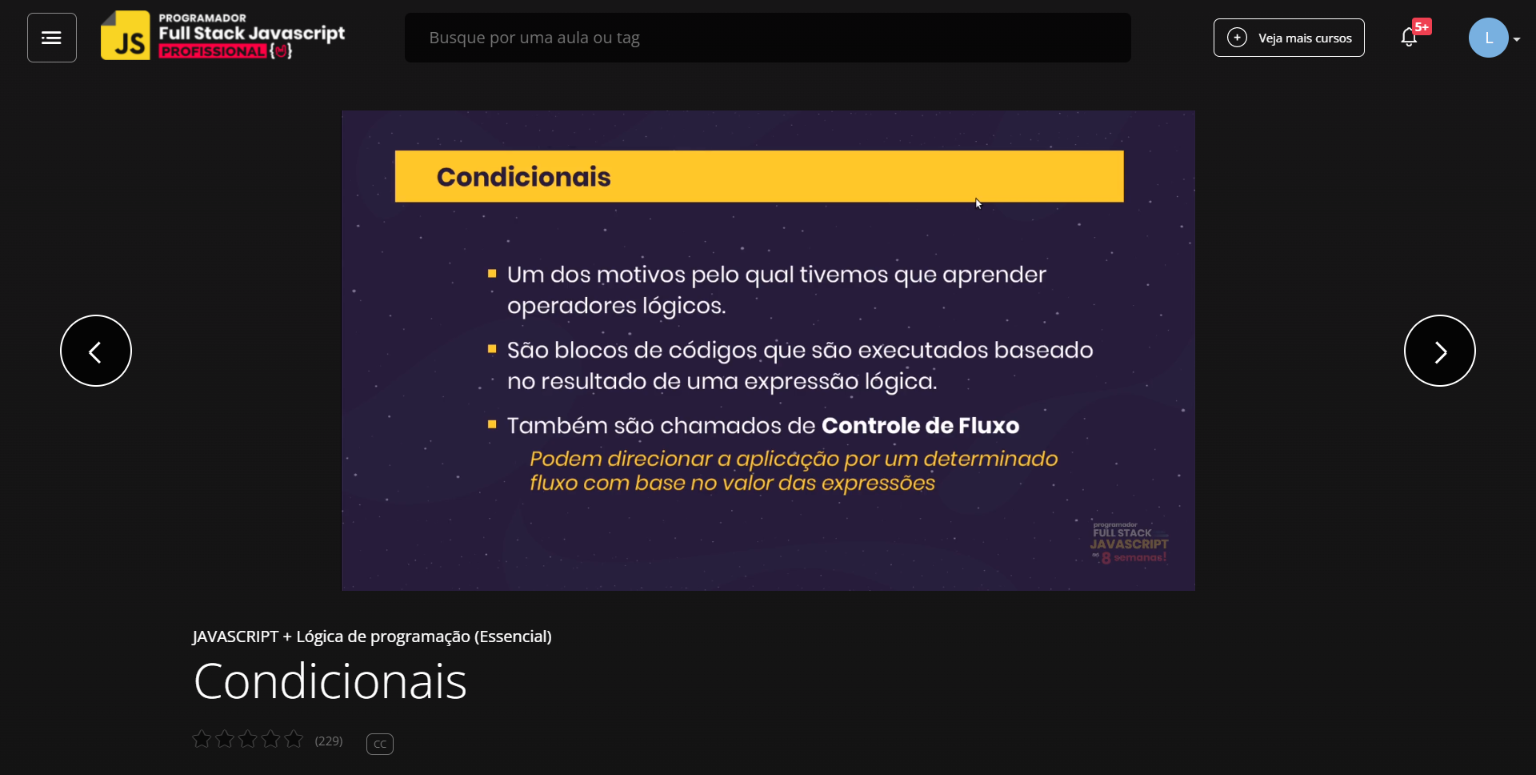 JS
PROGRAMADOR
Full Stack Javascript
PROFISSIONAL
Busque por uma aula ou tag
Veja mais cursos
5+
L
Condicionais
Um dos motivos pelo qual tivemos que aprender
operadores lógicos.
São blocos de códigos que são executados baseado
no resultado de uma expressão lógica.
Também são chamados de Controle de Fluxo
Podem direcionar a aplicação por um determinado
fluxo com base no valor das expressões
programador
FULL STACK
JAVASCRIPT
8 semanas!
JAVASCRIPT + Lógica de programação (Essencial)
Condicionais
(229)
CC